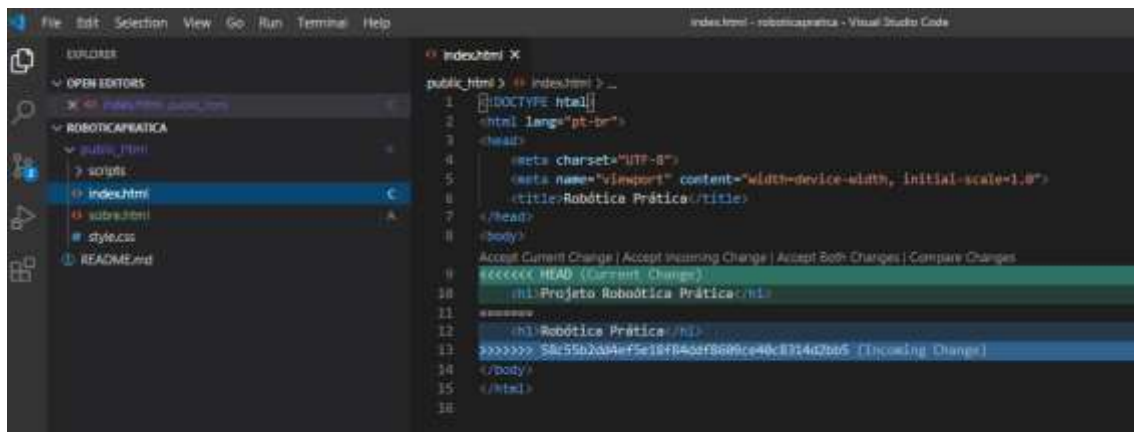 File Edit Selection View Go Run Terminal Help
index.html - roboticapratica - Visual Studio Code
EXPLORER
index.html
OPEN EDITORS
index.html public_html
public_html > index.html > ...
ROBOTICAPRATICA
public_html
scripts
index.html C
sobre.html A
style.css
README.md
1 <!DOCTYPE html>
2 <html lang="pt-br">
3 <head>
4 <meta charset="UTF-8">
5 <meta name="viewport" content="width=device-width, initial-scale=1.0">
6 <title>Robótica Prática</title>
7 </head>
8 <body>
Accept Current Change | Accept Incoming Change | Accept Both Changes | Compare Changes
9 <<<<<<< HEAD (Current Change)
10 <h1>Projeto Roboótica Prática</h1>
11 =======
12 <h1>Robótica Prática</h1>
13 >>>>>>> (Incoming Change)
14 </body>
15 </html>
16